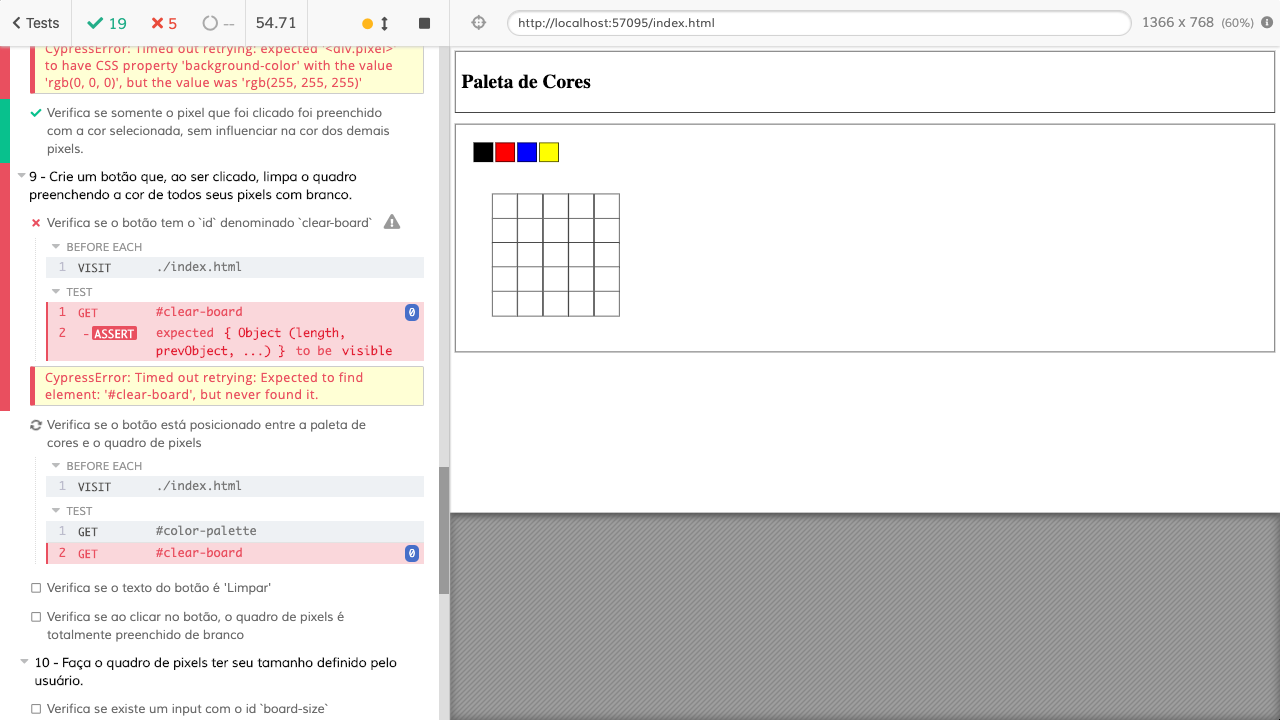 Tests
19
5
--
54.71
http://localhost:57095/index.html
1366 x 768 (60%)
CypressError: Timed out retrying: expected '<div.pixel>'
to have CSS property 'background-color' with the value
'rgb(0, 0, 0)', but the value was 'rgb(255, 255, 255)'
Verifica se somente o pixel que foi clicado foi preenchido
com a cor selecionada, sem influenciar na cor dos demais
pixels.
9 - Crie um botão que, ao ser clicado, limpa o quadro
preenchendo a cor de todos seus pixels com branco.
Verifica se o botão tem o `id` denominado `clear-board`
BEFORE EACH
1 VISIT ./index.html
TEST
1 GET #clear-board 0
2 -ASSERT expected { Object (length,
prevObject, ...) } to be visible
CypressError: Timed out retrying: Expected to find
element: '#clear-board', but never found it.
Verifica se o botão está posicionado entre a paleta de
cores e o quadro de pixels
BEFORE EACH
1 VISIT ./index.html
TEST
1 GET #color-palette
2 GET #clear-board 0
Verifica se o texto do botão é 'Limpar'
Verifica se ao clicar no botão, o quadro de pixels é
totalmente preenchido de branco
10 - Faça o quadro de pixels ter seu tamanho definido pelo
usuário.
Verifica se existe um input com o id `board-size`
Paleta de Cores